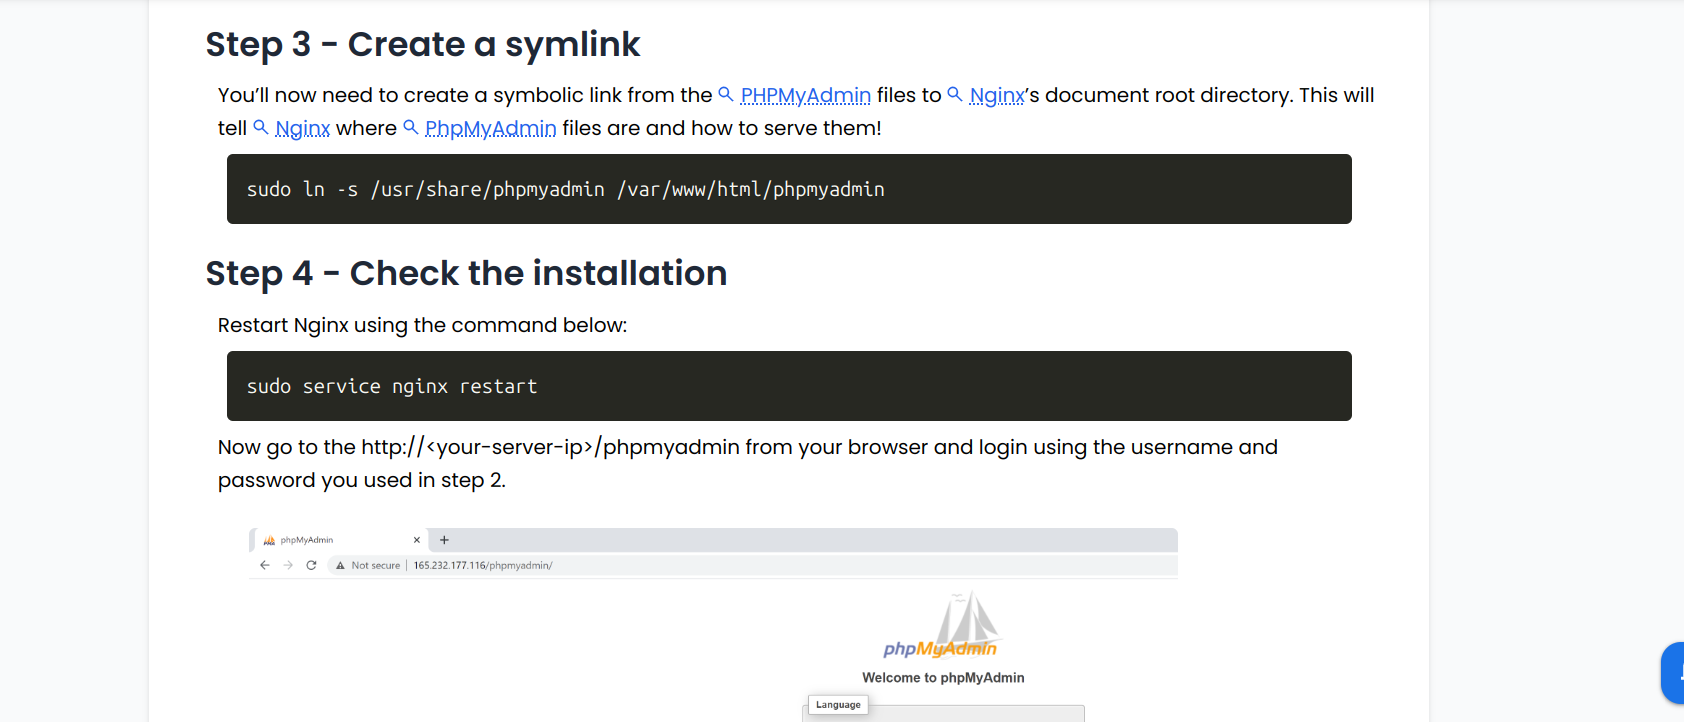 Step 3 - Create a symlink
You’ll now need to create a symbolic link from the PHPMyAdmin files to Nginx’s document root directory. This will
tell Nginx where PhpMyAdmin files are and how to serve them!
sudo ln -s /usr/share/phpmyadmin /var/www/html/phpmyadmin
Step 4 - Check the installation
Restart Nginx using the command below:
sudo service nginx restart
Now go to the http://<your-server-ip>/phpmyadmin from your browser and login using the username and
password you used in step 2.
phpMyAdmin
Not secure | 165.232.177.116/phpmyadmin/
phpMyAdmin
Welcome to phpMyAdmin
Language